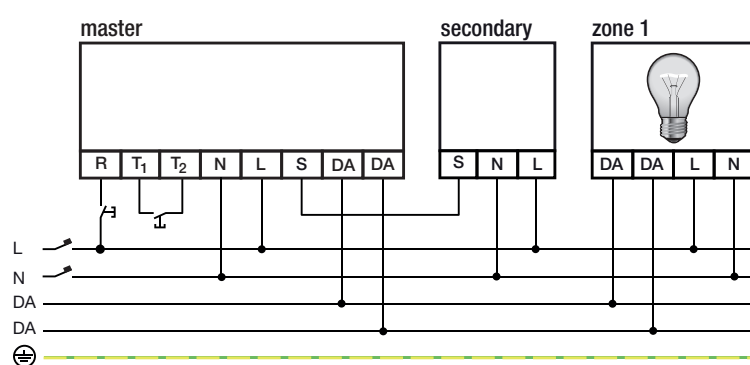 master secondary zone 1
R T₁ T₂ N L S DA DA S N L DA DA L N
L
N
DA
DA